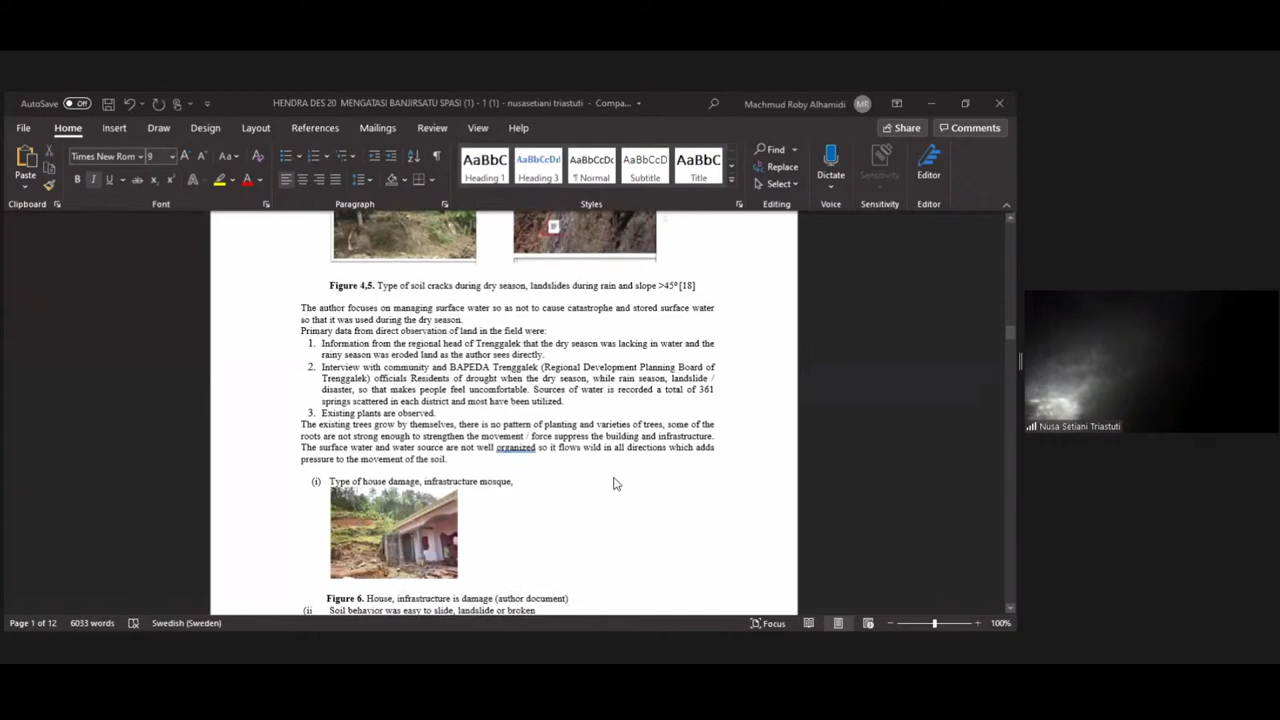 AutoSave Off HENDRA DES 20 MENGATASI BANJIRSATU SPASI (1) - 1 (1) - nusasetiani triastuti - Compa... Machmud Roby Alhamidi MR
File Home Insert Draw Design Layout References Mailings Review View Help Share Comments
Paste Times New Rom 9 Aa Find Replace Select
B I U ab A A
AaBbC AaBbCcDd AaBbCcDd AaBbCcDd AaBbC
Heading 1 Heading 3 ¶ Normal Subtitle Title
Dictate Sensitivity Editor
Clipboard Font Paragraph Styles Editing Voice Sensitivity Editor
Figure 4,5. Type of soil cracks during dry season, landslides during rain and slope >45º [18]
The author focuses on managing surface water so as not to cause catastrophe and stored surface water
so that it was used during the dry season.
Primary data from direct observation of land in the field were:
1. Information from the regional head of Trenggalek that the dry season was lacking in water and the
rainy season was eroded land as the author sees directly.
2. Interview with community and BAPEDA Trenggalek (Regional Development Planning Board of
Trenggalek) officials Residents of drought when the dry season, while rain season, landslide /
disaster, so that makes people feel uncomfortable. Sources of water is recorded a total of 361
springs scattered in each district and most have been utilized.
3. Existing plants are observed.
The existing trees grow by themselves, there is no pattern of planting and varieties of trees, some of the
roots are not strong enough to strengthen the movement / force suppress the building and infrastructure.
The surface water and water source are not well organized so it flows wild in all directions which adds
pressure to the movement of the soil.
(i) Type of house damage, infrastructure mosque,
Figure 6. House, infrastructure is damage (author document)
(ii Soil behavior was easy to slide, landslide or broken
Page 1 of 12 6033 words Swedish (Sweden) Focus 100%
Nusa Setiani Triastuti